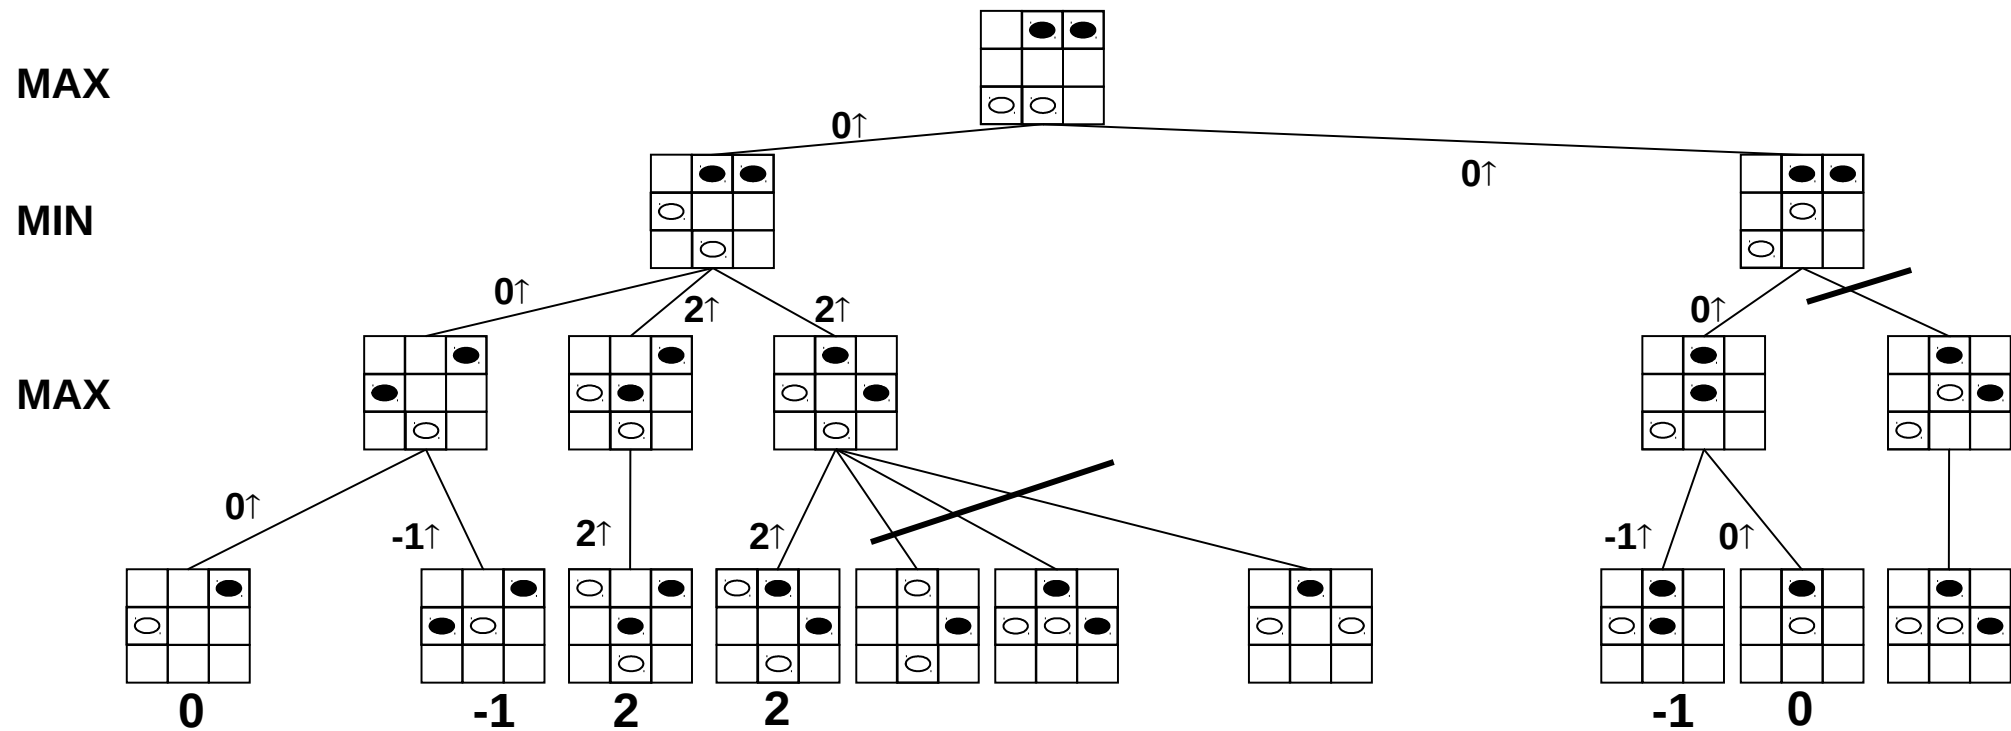 MAX
0↑
0↑
MIN
0↑ 2↑ 2↑ 0↑
MAX
0↑ -1↑ 2↑ 2↑ -1↑ 0↑
0 -1 2 2 -1 0